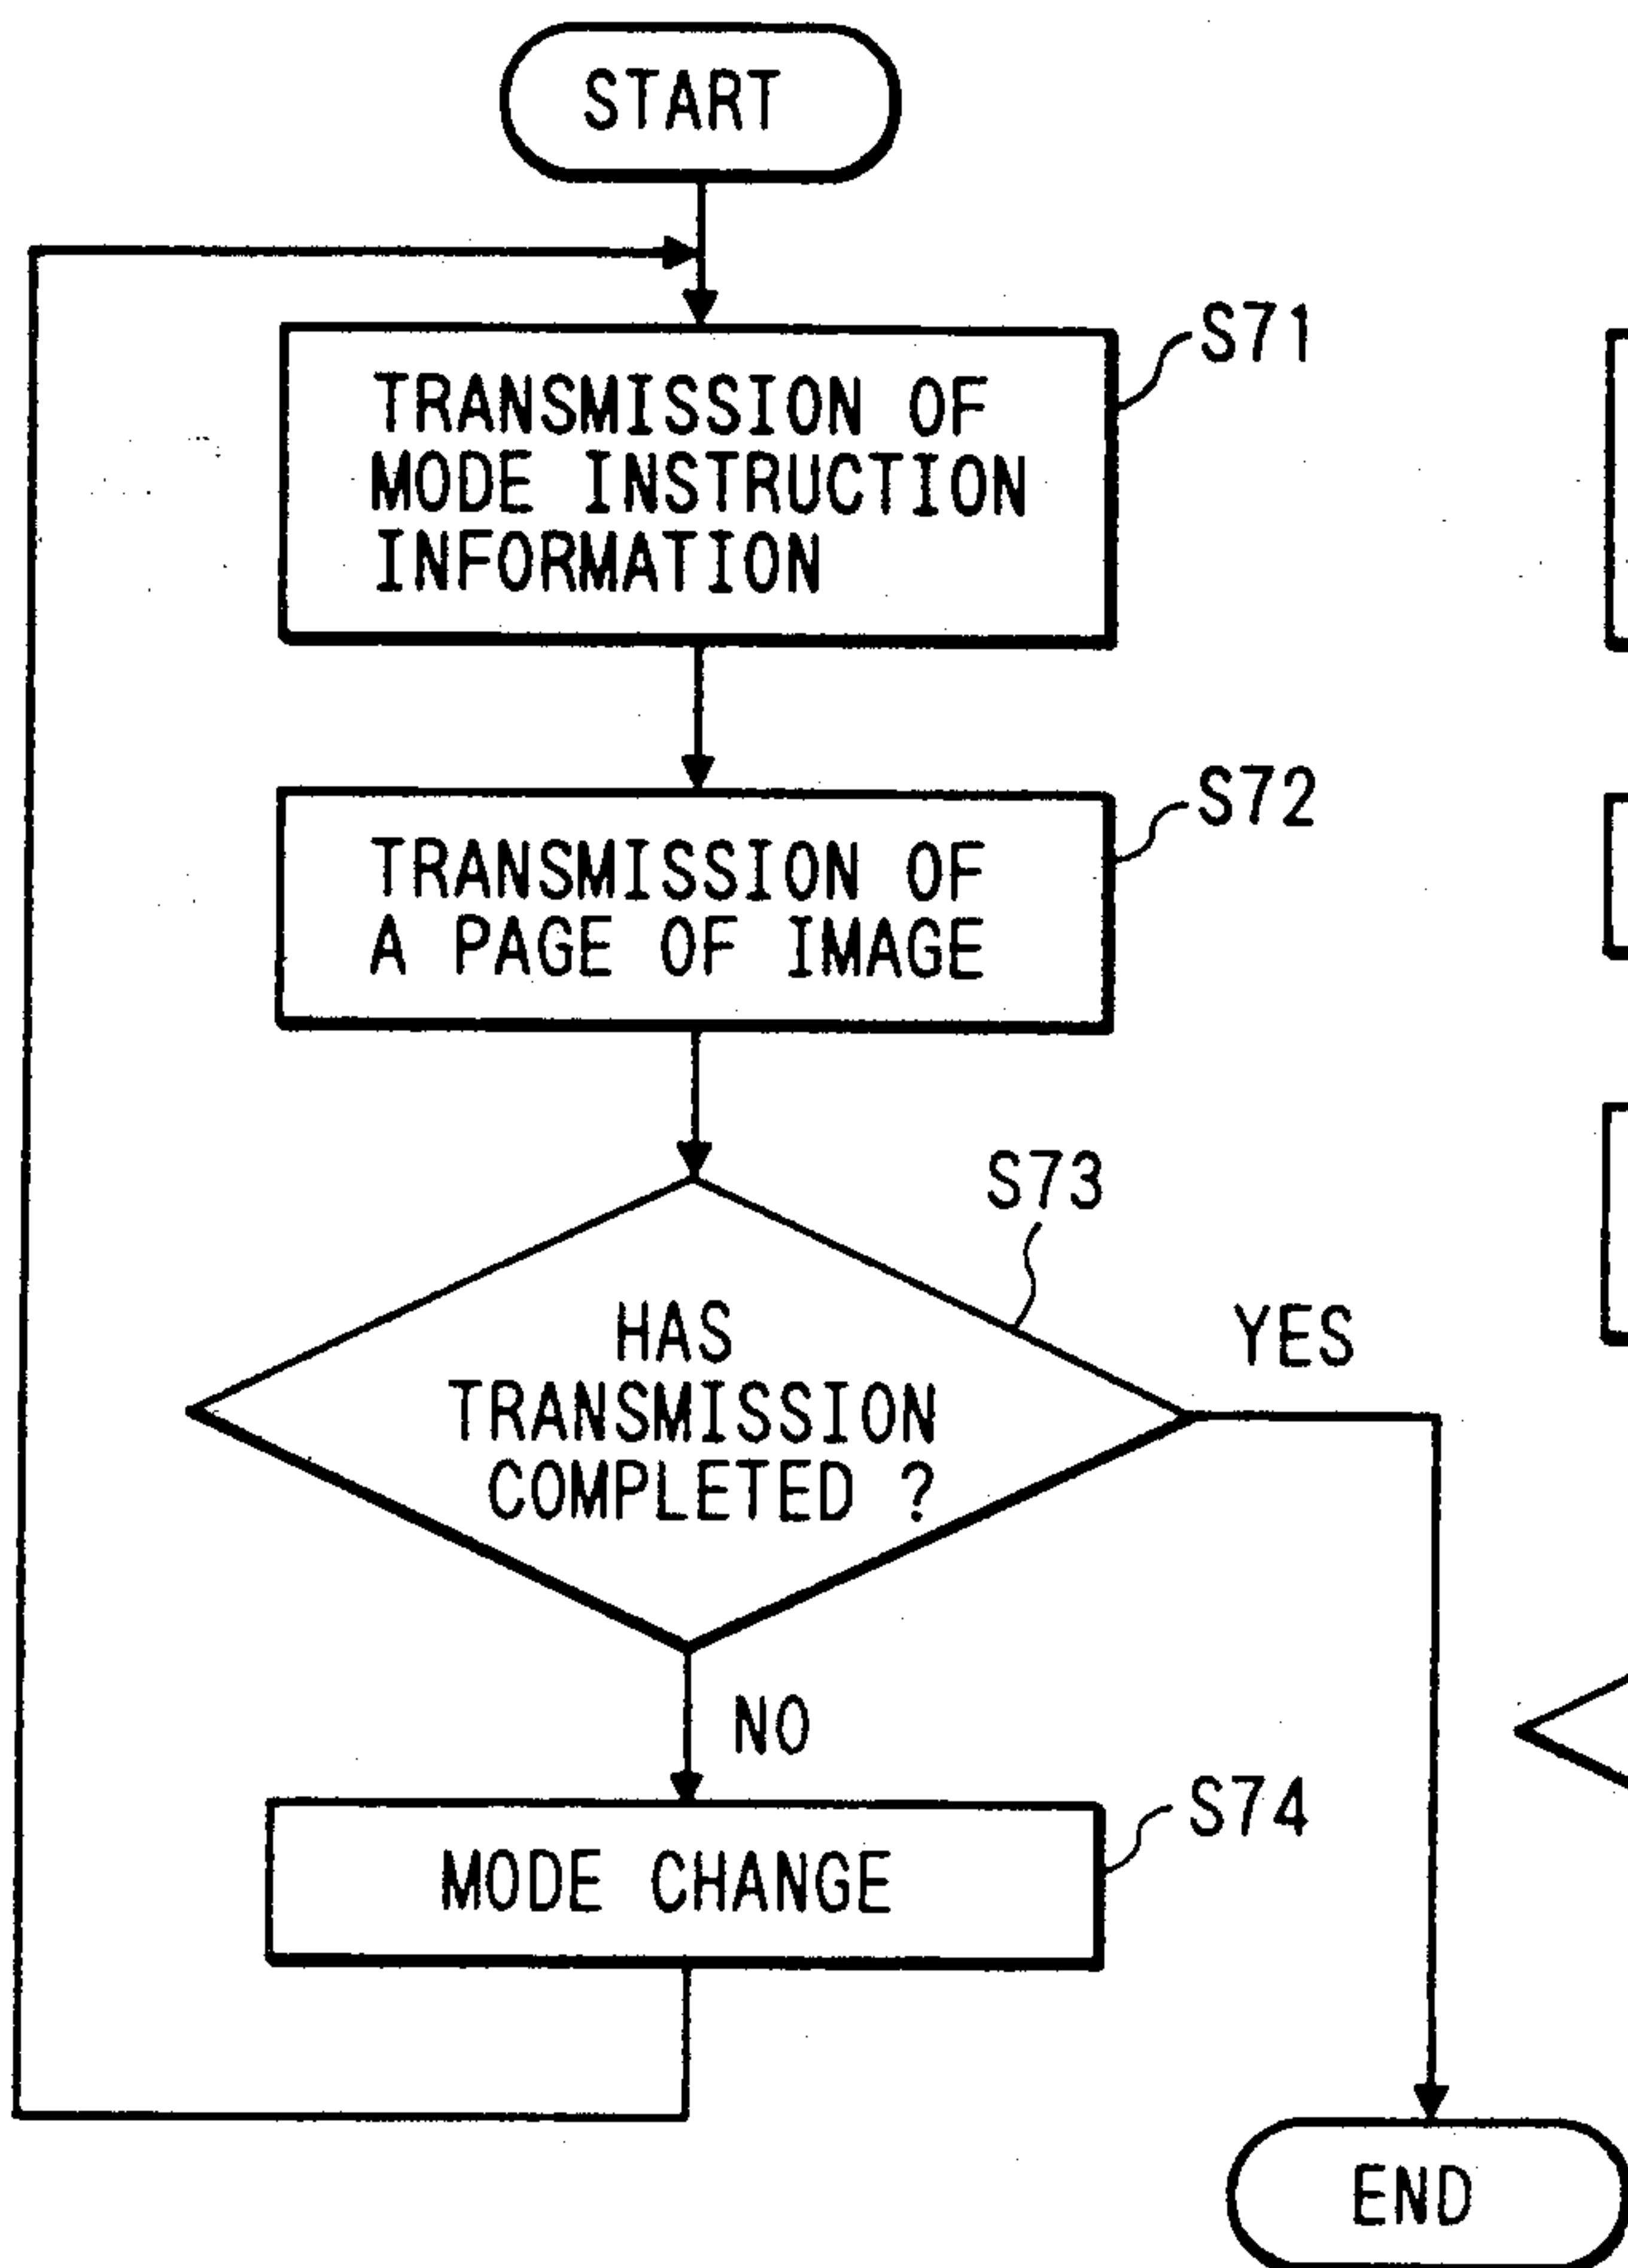 START
S71
TRANSMISSION OF
MODE INSTRUCTION
INFORMATION
S72
TRANSMISSION OF
A PAGE OF IMAGE
S73
HAS
TRANSMISSION
COMPLETED ?
YES
NO
S74
MODE CHANGE
END